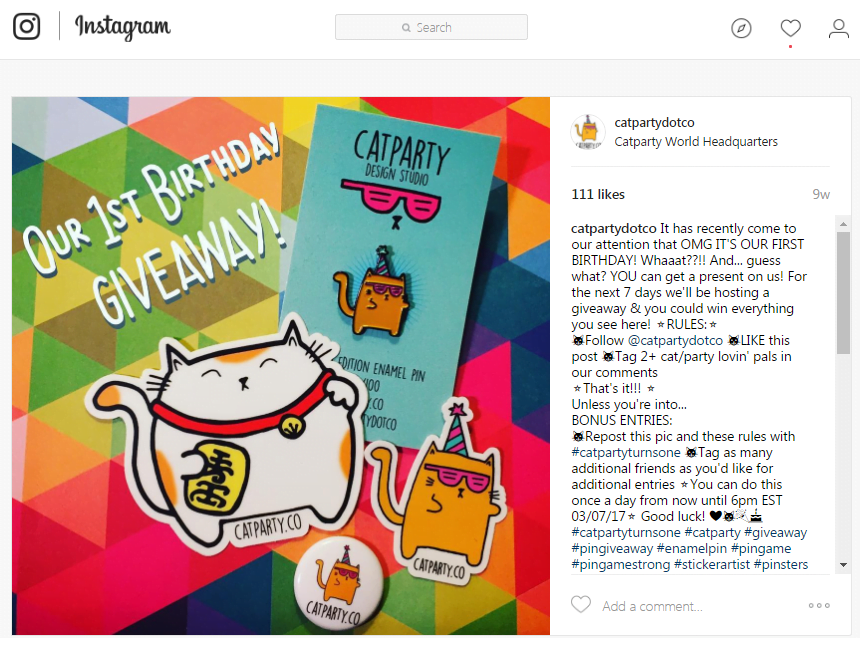 Instagram
Search
OUR 1ST BIRTHDAY
GIVEAWAY!
CATPARTY
DESIGN STUDIO
EDITION ENAMEL PIN
CATPARTY.CO
CATPARTY.CO
CATPARTY.CO
catpartydotco
Catparty World Headquarters
111 likes
9w
catpartydotco It has recently come to
our attention that OMG IT'S OUR FIRST
BIRTHDAY! Whaaat??!! And... guess
what? YOU can get a present on us! For
the next 7 days we'll be hosting a
giveaway & you could win everything
you see here! ⭐RULES:⭐
🐱Follow @catpartydotco 🐱LIKE this
post 🐱Tag 2+ cat/party lovin' pals in
our comments
⭐That's it!!! ⭐
Unless you're into...
BONUS ENTRIES:
🐱Repost this pic and these rules with
#catpartyturnsone 🐱Tag as many
additional friends as you'd like for
additional entries ⭐You can do this
once a day from now until 6pm EST
03/07/17⭐ Good luck! ❤🐱🎉🎂
#catpartyturnsone #catparty #giveaway
#pingiveaway #enamelpin #pingame
#pingamestrong #stickerartist #pinsters
Add a comment...